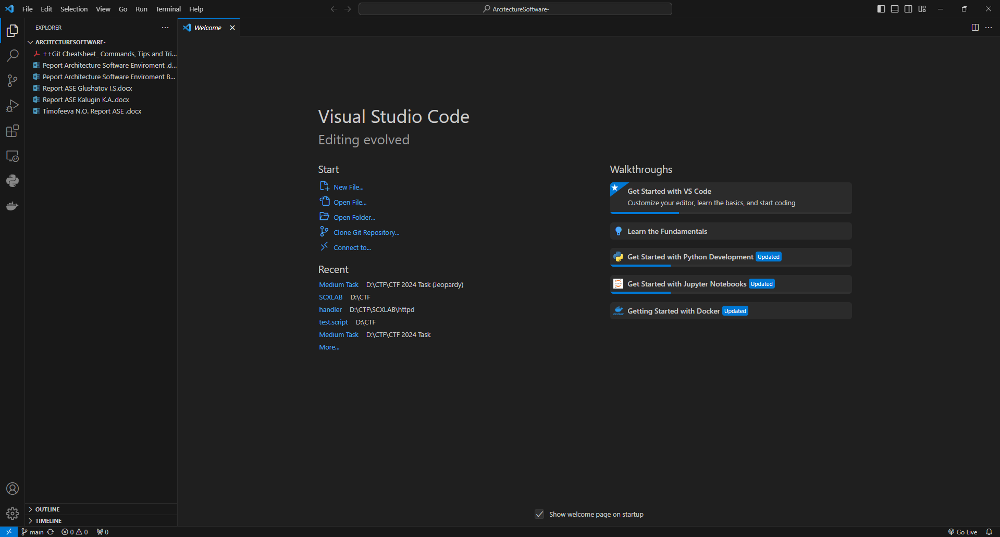 File Edit Selection View Go Run Terminal Help
ArcitectureSoftware-
EXPLORER
ARCITECTURESOFTWARE-
++Git Cheatsheet_ Commands, Tips and Tri...
Peport Architecture Software Enviroment .d...
Peport Architecture Software Enviroment B...
Report ASE Glushatov I.S.docx
Report ASE Kalugin K.A..docx
Timofeeva N.O. Report ASE .docx
OUTLINE
TIMELINE
Welcome
Visual Studio Code
Editing evolved
Start
New File...
Open File...
Open Folder...
Clone Git Repository...
Connect to...
Recent
Medium Task D:\CTF\CTF 2024 Task (Jeopardy)
SCXLAB D:\CTF
handler D:\CTF\SCXLAB\httpd
test.script D:\CTF
Medium Task D:\CTF\CTF 2024 Task
More...
Walkthroughs
Get Started with VS Code
Customize your editor, learn the basics, and start coding
Learn the Fundamentals
Get Started with Python Development Updated
Get Started with Jupyter Notebooks Updated
docker
Getting Started with Docker Updated
Show welcome page on startup
main 0 0 0
Go Live